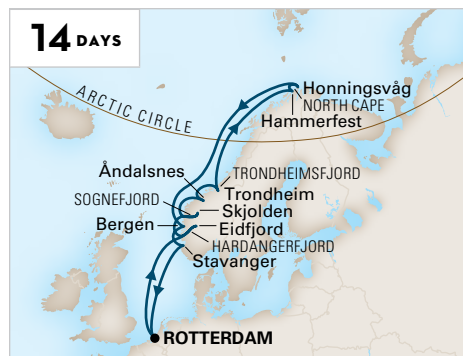 14 DAYS
ARCTIC CIRCLE
Honningsvåg
NORTH CAPE
Hammerfest
Åndalsnes
TRONDHEIMSFJORD
SOGNEFJORD
Trondheim
Skjolden
Bergen
Eidfjord
HARDANGERFJORD
Stavanger
ROTTERDAM